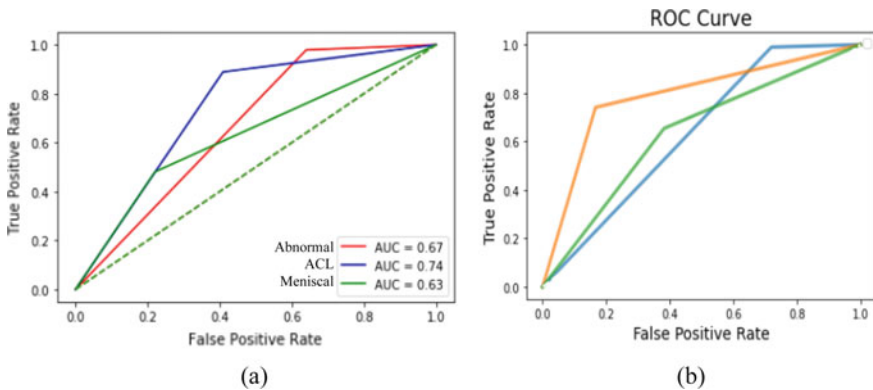 ROC Curve
1.0
0.8
0.6
0.4
0.2
0.0
True Positive Rate
0.0 0.2 0.4 0.6 0.8 1.0
False Positive Rate
Abnormal AUC = 0.67
ACL AUC = 0.74
Meniscal AUC = 0.63
(a)
1.0
0.8
0.6
0.4
0.2
0.0
True Positive Rate
0.0 0.2 0.4 0.6 0.8 1.0
False Positive Rate
(b)